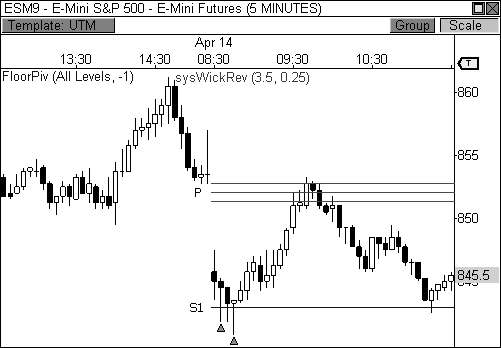 ESM9 - E-Mini S&P 500 - E-Mini Futures (5 MINUTES)
Template: UTM Group Scale
Apr 14
13:30 14:30 08:30 09:30 10:30
T
FloorPiv (All Levels, -1) sysWickRev (3.5, 0.25)
860
855
P
850
845.5
S1